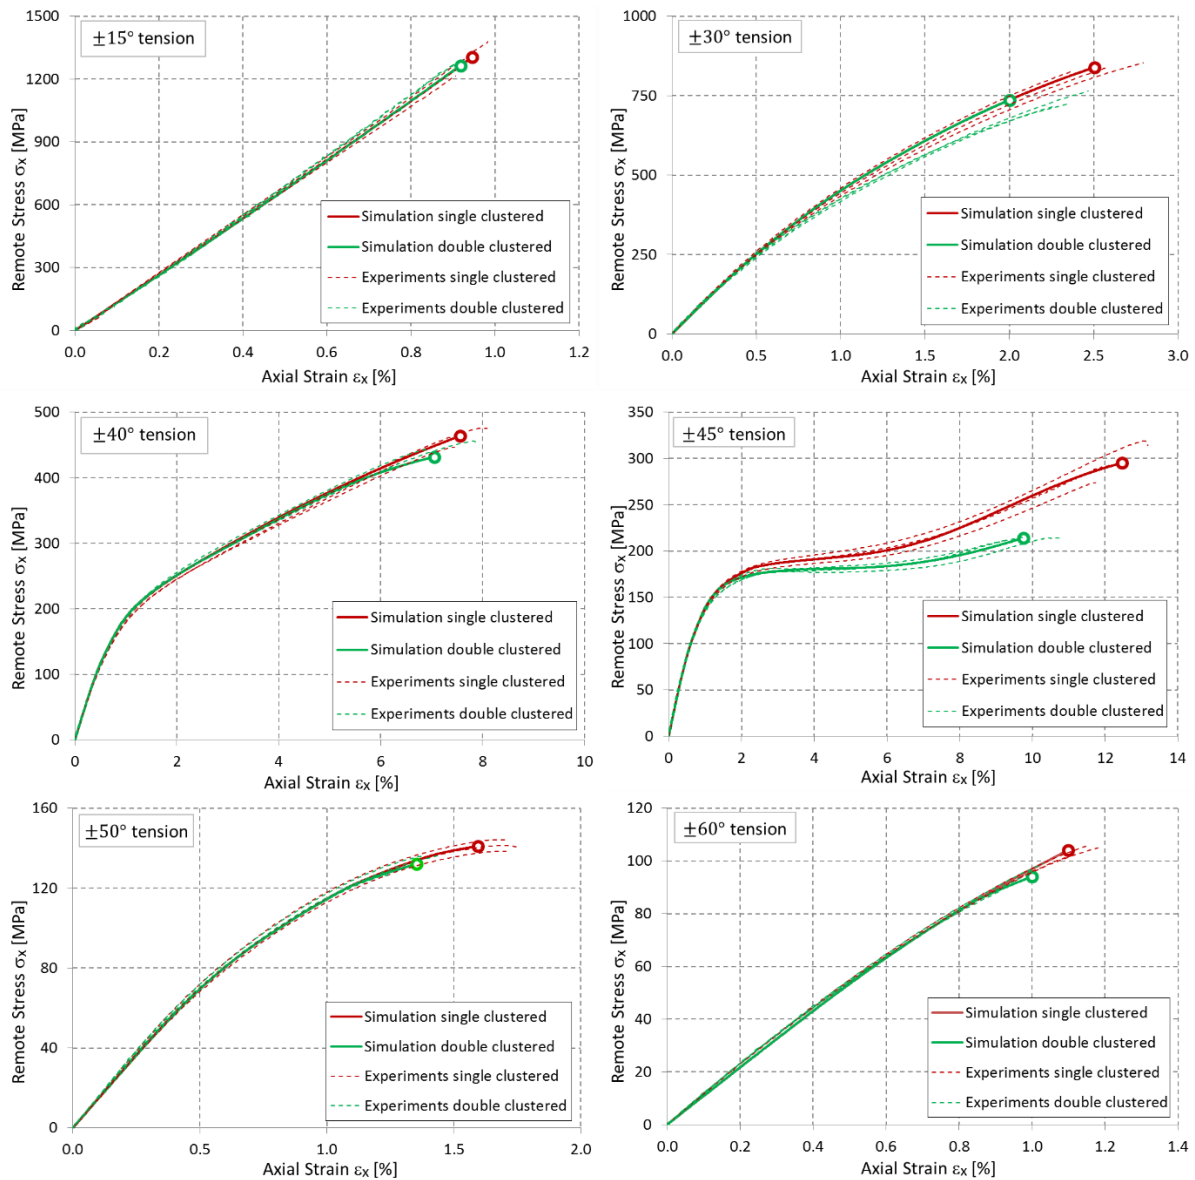 ±15° tension
Remote Stress σx [MPa]
1500
1200
900
600
300
0
Simulation single clustered
Simulation double clustered
Experiments single clustered
Experiments double clustered
0.0 0.2 0.4 0.6 0.8 1.0 1.2
Axial Strain εx [%]
±30° tension
Remote Stress σx [MPa]
1000
750
500
250
0
Simulation single clustered
Simulation double clustered
Experiments single clustered
Experiments double clustered
0.0 0.5 1.0 1.5 2.0 2.5 3.0
Axial Strain εx [%]
±40° tension
Remote Stress σx [MPa]
500
400
300
200
100
0
Simulation single clustered
Simulation double clustered
Experiments single clustered
Experiments double clustered
0 2 4 6 8 10
Axial Strain εx [%]
±45° tension
Remote Stress σx [MPa]
350
300
250
200
150
100
50
0
Simulation single clustered
Simulation double clustered
Experiments single clustered
Experiments double clustered
0 2 4 6 8 10 12 14
Axial Strain εx [%]
±50° tension
Remote Stress σx [MPa]
160
120
80
40
0
Simulation single clustered
Simulation double clustered
Experiments single clustered
Experiments double clustered
0.0 0.5 1.0 1.5 2.0
Axial Strain εx [%]
±60° tension
Remote Stress σx [MPa]
120
100
80
60
40
20
0
Simulation single clustered
Simulation double clustered
Experiments single clustered
Experiments double clustered
0.0 0.2 0.4 0.6 0.8 1.0 1.2 1.4
Axial Strain εx [%]